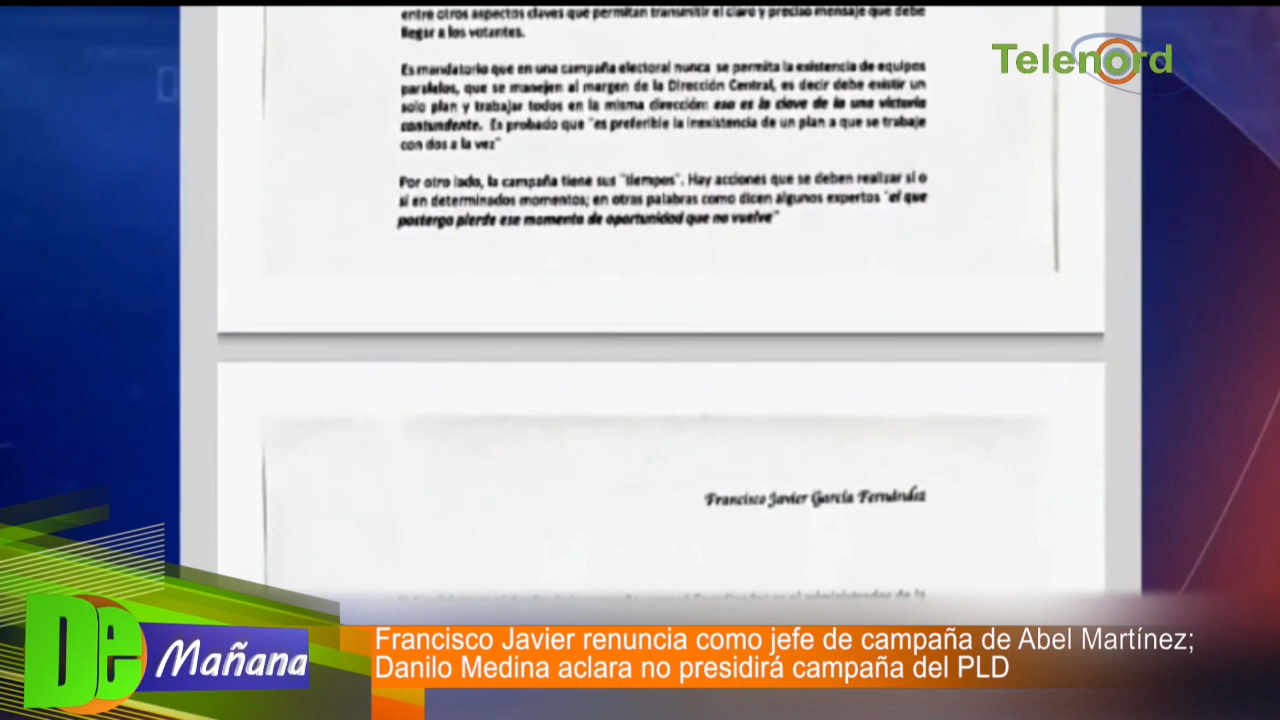 entre otros aspectos claves que permitan transmitir el claro y preciso mensaje que debe
llegar a los votantes.
Telenord
Es mandatorio que en una campaña electoral nunca se permita la existencia de equipos
paralelos, que se manejen al margen de la Dirección Central, es decir debe existir un
solo plan y trabajar todos en la misma dirección: esa es la clave de la una victoria
contundente. Es probado que "es preferible la inexistencia de un plan a que se trabaje
con dos a la vez"
Por otro lado, la campaña tiene sus "tiempos". Hay acciones que se deben realizar si o
si en determinados momentos; en otras palabras como dicen algunos expertos "el que
posterga pierde ese momento de oportunidad que no vuelve"
Francisco Javier García Fernández
De Mañana
Francisco Javier renuncia como jefe de campaña de Abel Martínez;
Danilo Medina aclara no presidirá campaña del PLD